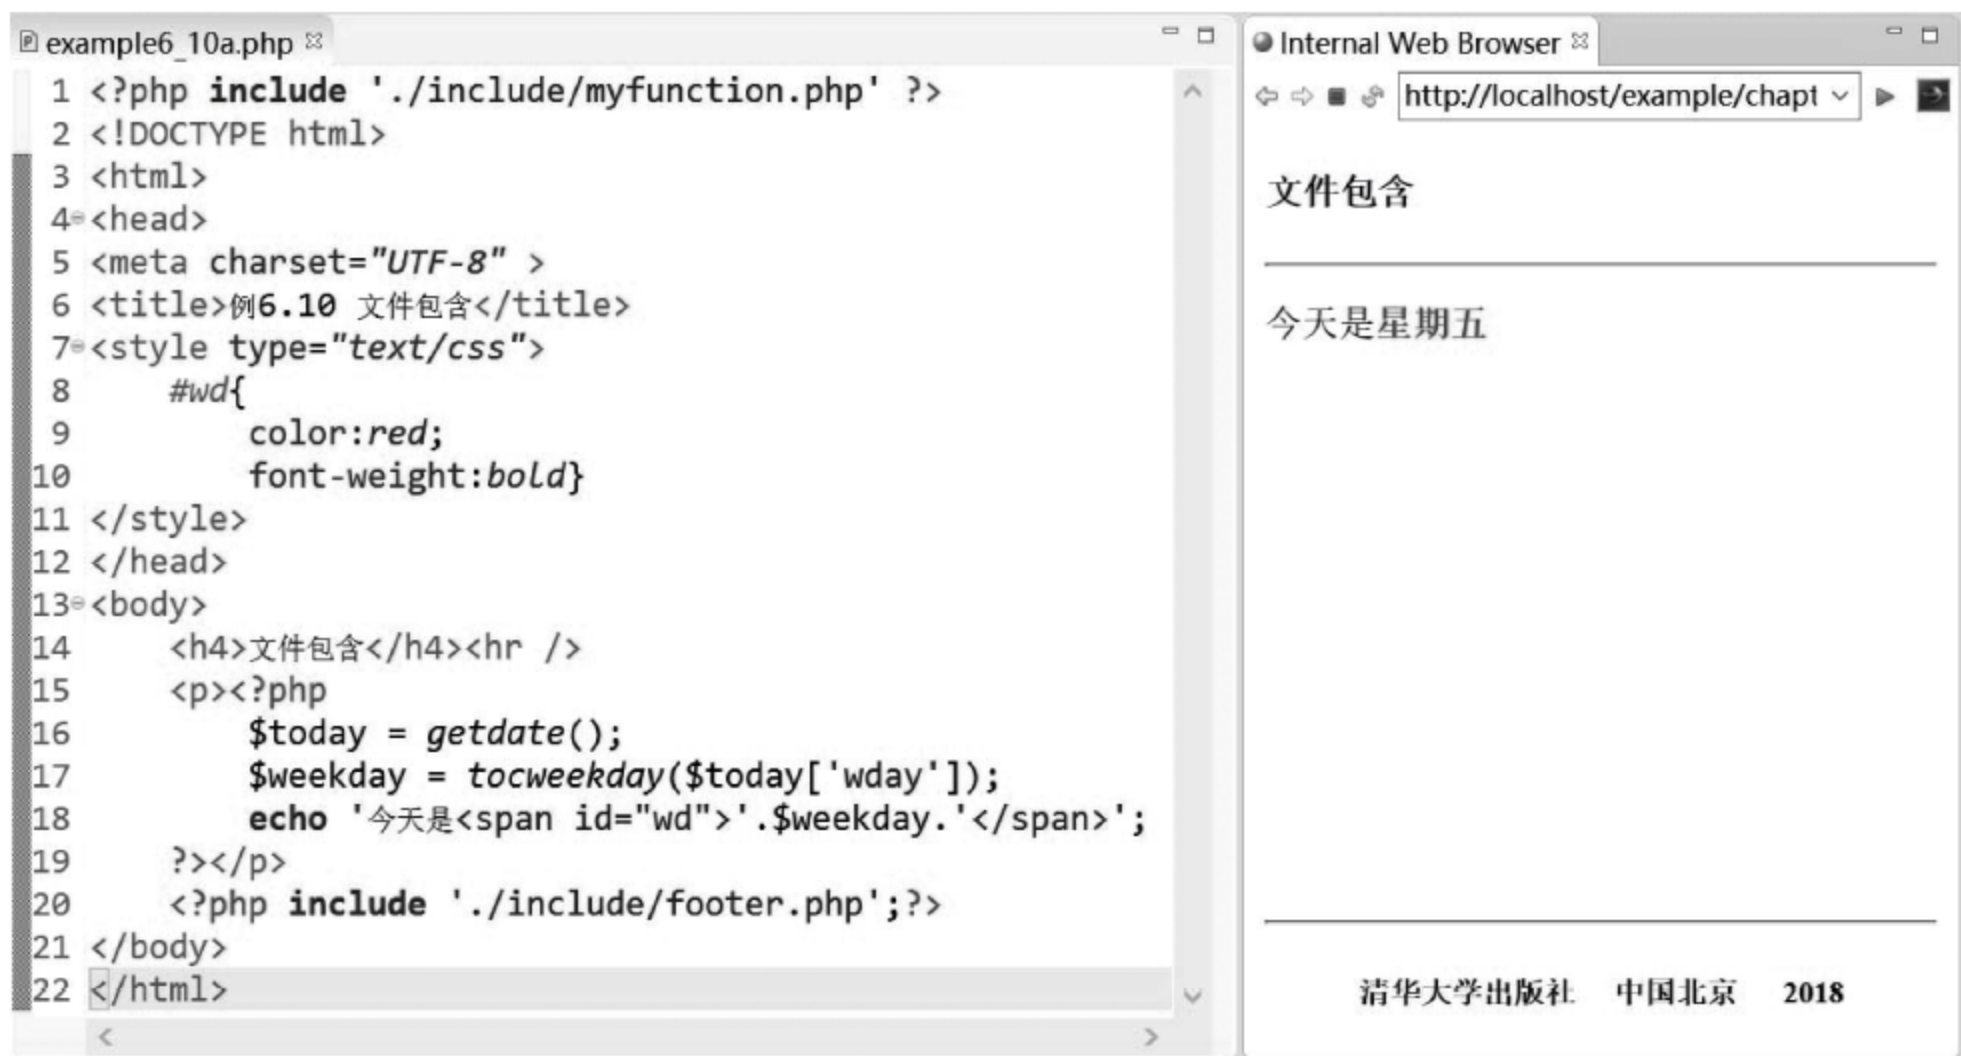 example6_10a.php
1 <?php include './include/myfunction.php' ?>
2 <!DOCTYPE html>
3 <html>
4 <head>
5 <meta charset="UTF-8" >
6 <title>例6.10 文件包含</title>
7 <style type="text/css">
8     #wd{
9         color:red;
10         font-weight:bold}
11 </style>
12 </head>
13 <body>
14     <h4>文件包含</h4><hr />
15     <p><?php
16         $today = getdate();
17         $weekday = tocweekday($today['wday']);
18         echo '今天是<span id="wd">'.$weekday.'</span>';
19     ?></p>
20     <?php include './include/footer.php';?>
21 </body>
22 </html>
Internal Web Browser
http://localhost/example/chapt
文件包含
今天是星期五
清华大学出版社 中国北京 2018